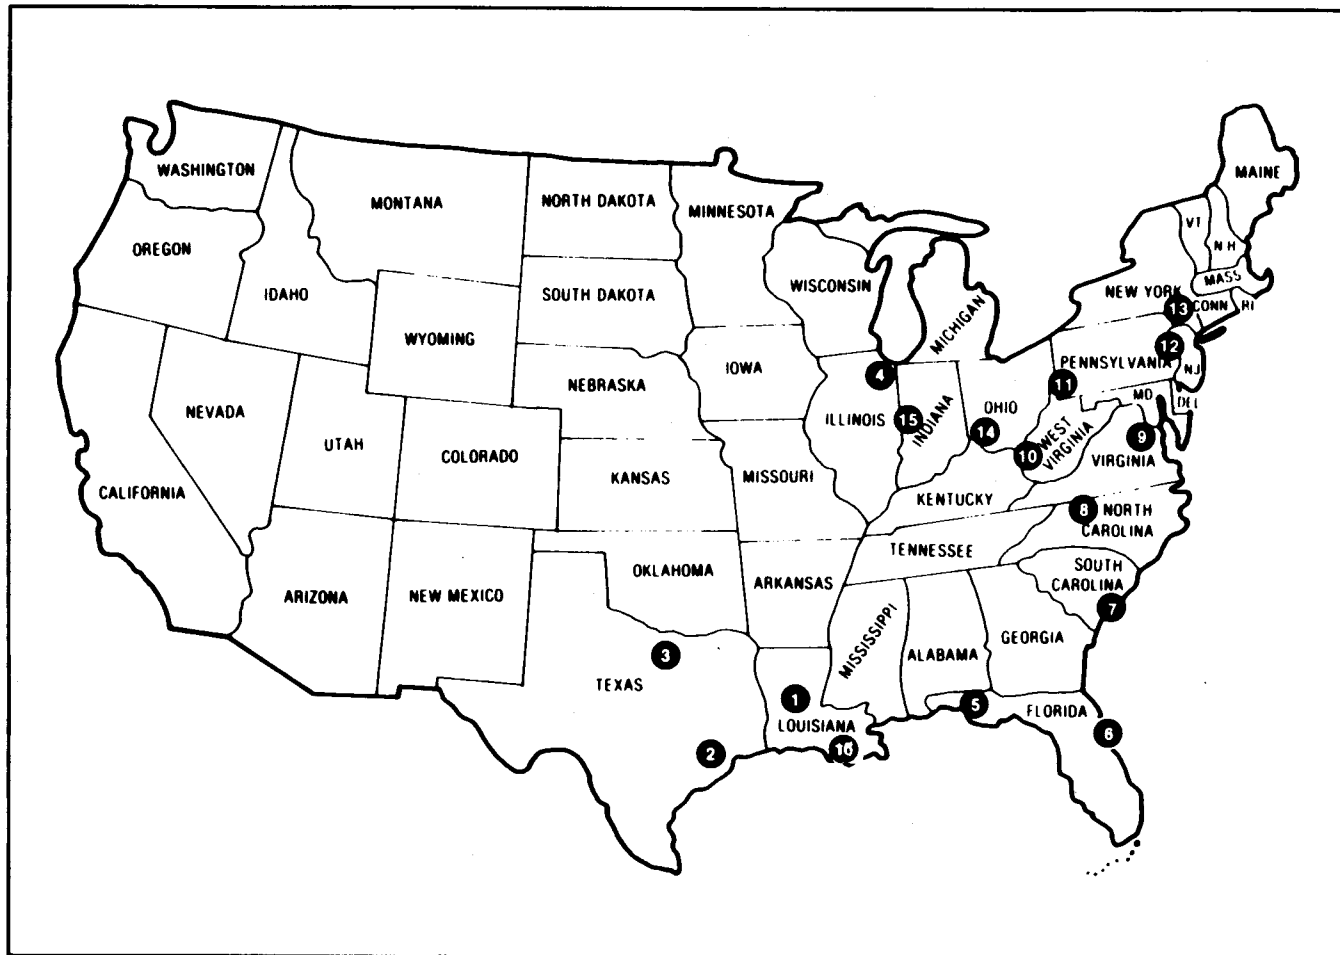 WASHINGTON
MONTANA
NORTH DAKOTA
MINNESOTA
MAINE
VT
N H
OREGON
IDAHO
SOUTH DAKOTA
WISCONSIN
MICHIGAN
NEW YORK
MASS
CONN
RI
13
WYOMING
NEBRASKA
IOWA
4
PENNSYLVANIA
12
NJ
11
MD
DEL
NEVADA
UTAH
COLORADO
KANSAS
MISSOURI
ILLINOIS
15
INDIANA
OHIO
14
10
WEST
VIRGINIA
9
VIRGINIA
CALIFORNIA
KENTUCKY
8
NORTH
CAROLINA
TENNESSEE
ARIZONA
NEW MEXICO
OKLAHOMA
ARKANSAS
SOUTH
CAROLINA
7
MISSISSIPPI
ALABAMA
GEORGIA
3
TEXAS
1
LOUISIANA
2
16
5
FLORIDA
6